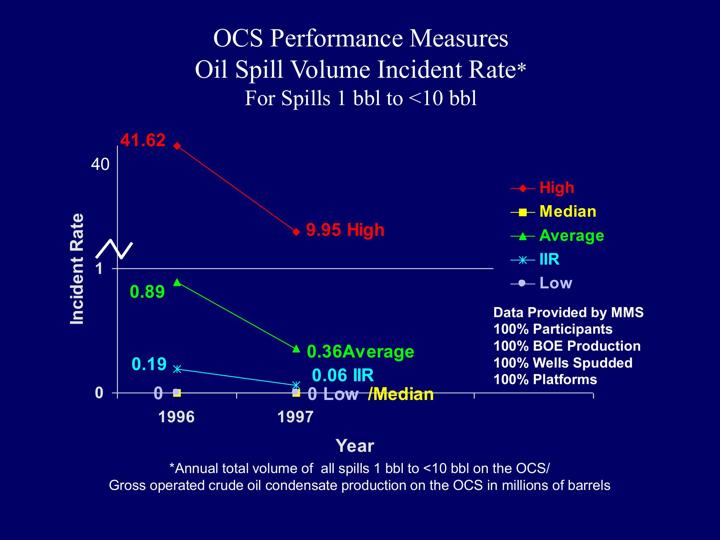 OCS Performance Measures
Oil Spill Volume Incident Rate*
For Spills 1 bbl to <10 bbl
41.62
40
High
Median
Average
IIR
Low
9.95 High
Incident Rate
1
0.89
Data Provided by MMS
100% Participants
100% BOE Production
100% Wells Spudded
100% Platforms
0.36Average
0.19
0.06 IIR
0
0
0 Low /Median
1996
1997
Year
*Annual total volume of all spills 1 bbl to <10 bbl on the OCS/
Gross operated crude oil condensate production on the OCS in millions of barrels